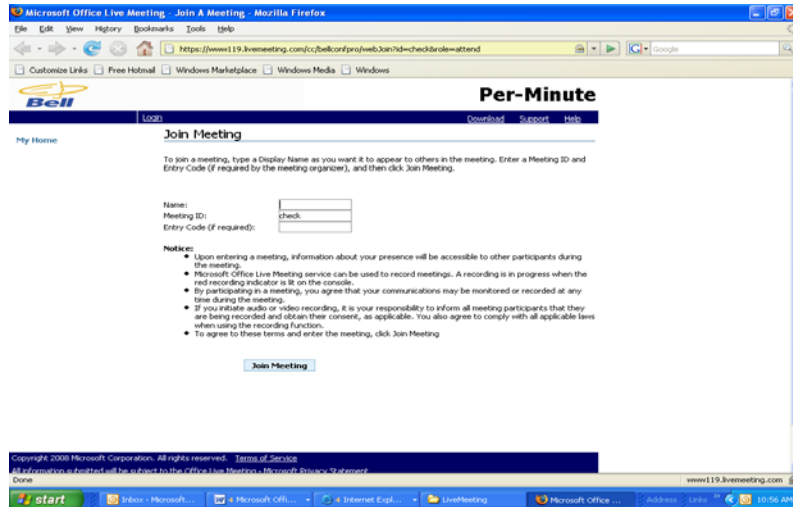 Microsoft Office Live Meeting - Join A Meeting - Mozilla Firefox
File Edit View History Bookmarks Tools Help
https://www119.livemeeting.com/cc/bellconfpro/webJoin?id=check&role=attend
Google
Customize Links Free Hotmail Windows Marketplace Windows Media Windows
Bell
Per-Minute
Login Download Support Help
My Home
Join Meeting
To join a meeting, type a Display Name as you want it to appear to others in the meeting. Enter a Meeting ID and
Entry Code (if required by the meeting organizer), and then click Join Meeting.
Name:
Meeting ID: check
Entry Code (if required):
Notice:
Upon entering a meeting, information about your presence will be accessible to other participants during
the meeting.
Microsoft Office Live Meeting service can be used to record meetings. A recording is in progress when the
red recording indicator is lit on the console.
By participating in a meeting, you agree that your communications may be monitored or recorded at any
time during the meeting.
If you initiate audio or video recording, it is your responsibility to inform all meeting participants that they
are being recorded and obtain their consent, as applicable. You also agree to comply with all applicable laws
when using the recording function.
To agree to these terms and enter the meeting, click Join Meeting
Join Meeting
Copyright 2008 Microsoft Corporation. All rights reserved. Terms of Service
All information submitted will be subject to the Office Live Meeting - Microsoft Privacy Statement
Done www119.livemeeting.com
start Inbox - Microsoft... 4 Microsoft Offi... 4 Internet Expl... LiveMeeting Microsoft Office ... Address Links 10:56 AM